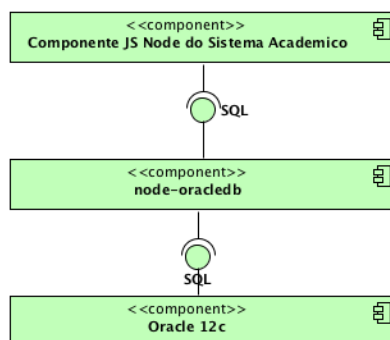 <<component>>
Componente JS Node do Sistema Academico
SQL
<<component>>
node-oracledb
SQL
<<component>>
Oracle 12c